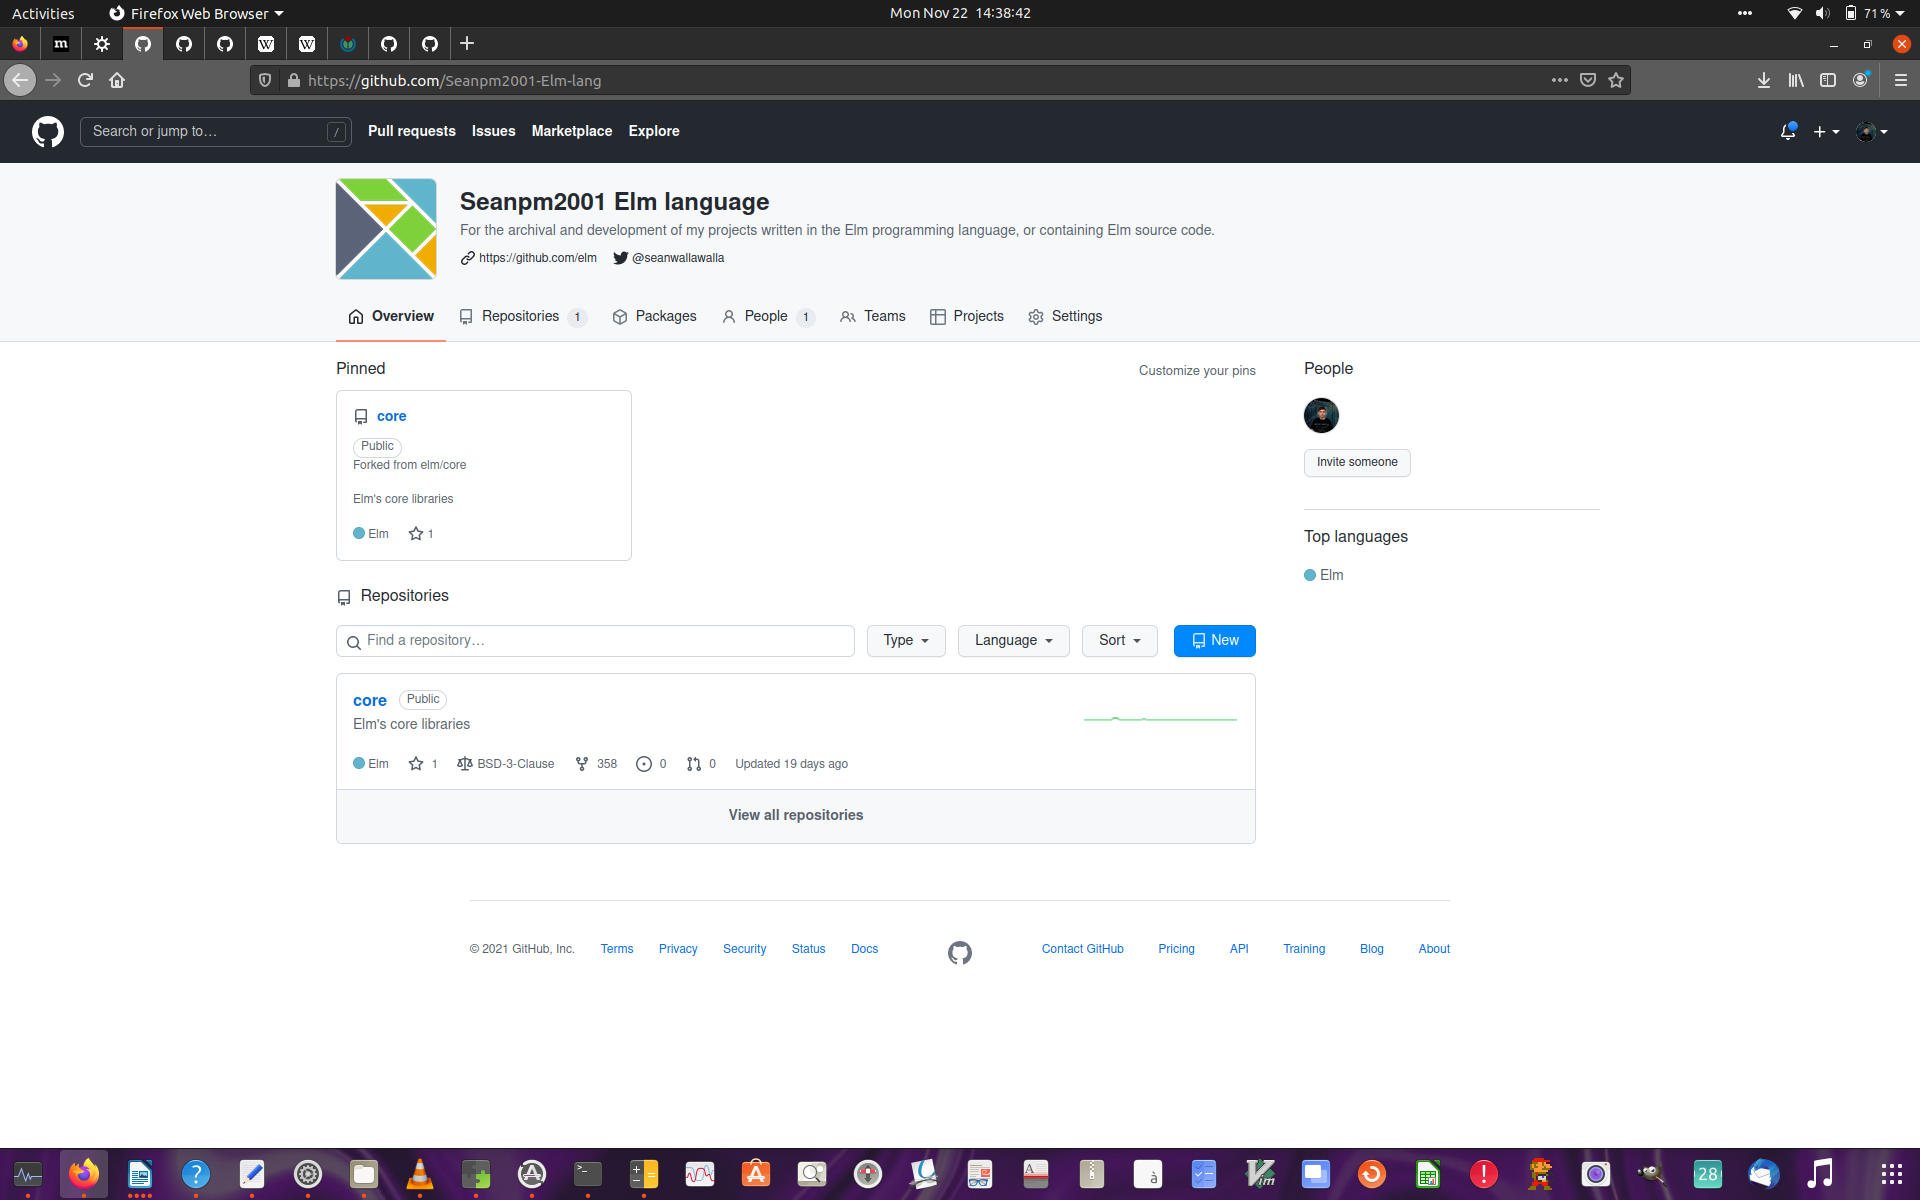 Activities
Firefox Web Browser
Mon Nov 22 14:38:42
71 %
https://github.com/Seanpm2001-Elm-lang
Search or jump to…
/
Pull requests
Issues
Marketplace
Explore
Seanpm2001 Elm language
For the archival and development of my projects written in the Elm programming language, or containing Elm source code.
https://github.com/elm
@seanwallawalla
Overview
Repositories 1
Packages
People 1
Teams
Projects
Settings
Pinned
Customize your pins
core
Public
Forked from elm/core
Elm's core libraries
Elm
1
People
Invite someone
Top languages
Elm
Repositories
Find a repository…
Type
Language
Sort
New
core
Public
Elm's core libraries
Elm
1
BSD-3-Clause
358
0
0
Updated 19 days ago
View all repositories
© 2021 GitHub, Inc.
Terms
Privacy
Security
Status
Docs
Contact GitHub
Pricing
API
Training
Blog
About
28